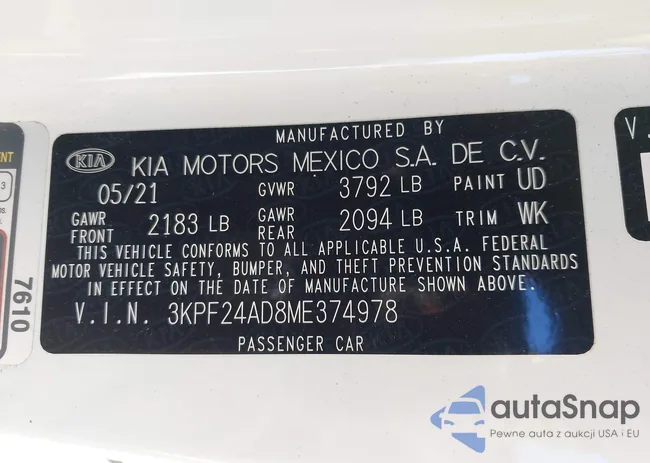 MANUFACTURED BY
KIA KIA MOTORS MEXICO S.A. DE C.V.
05/21 GVWR 3792 LB PAINT UD
GAWR FRONT 2183 LB GAWR REAR 2094 LB TRIM WK
THIS VEHICLE CONFORMS TO ALL APPLICABLE U.S.A. FEDERAL
MOTOR VEHICLE SAFETY, BUMPER, AND THEFT PREVENTION STANDARDS
IN EFFECT ON THE DATE OF MANUFACTURE SHOWN ABOVE.
V.I.N. 3KPF24AD8ME374978
PASSENGER CAR
7610
autaSnap
Pewne auta z aukcji USA i EU